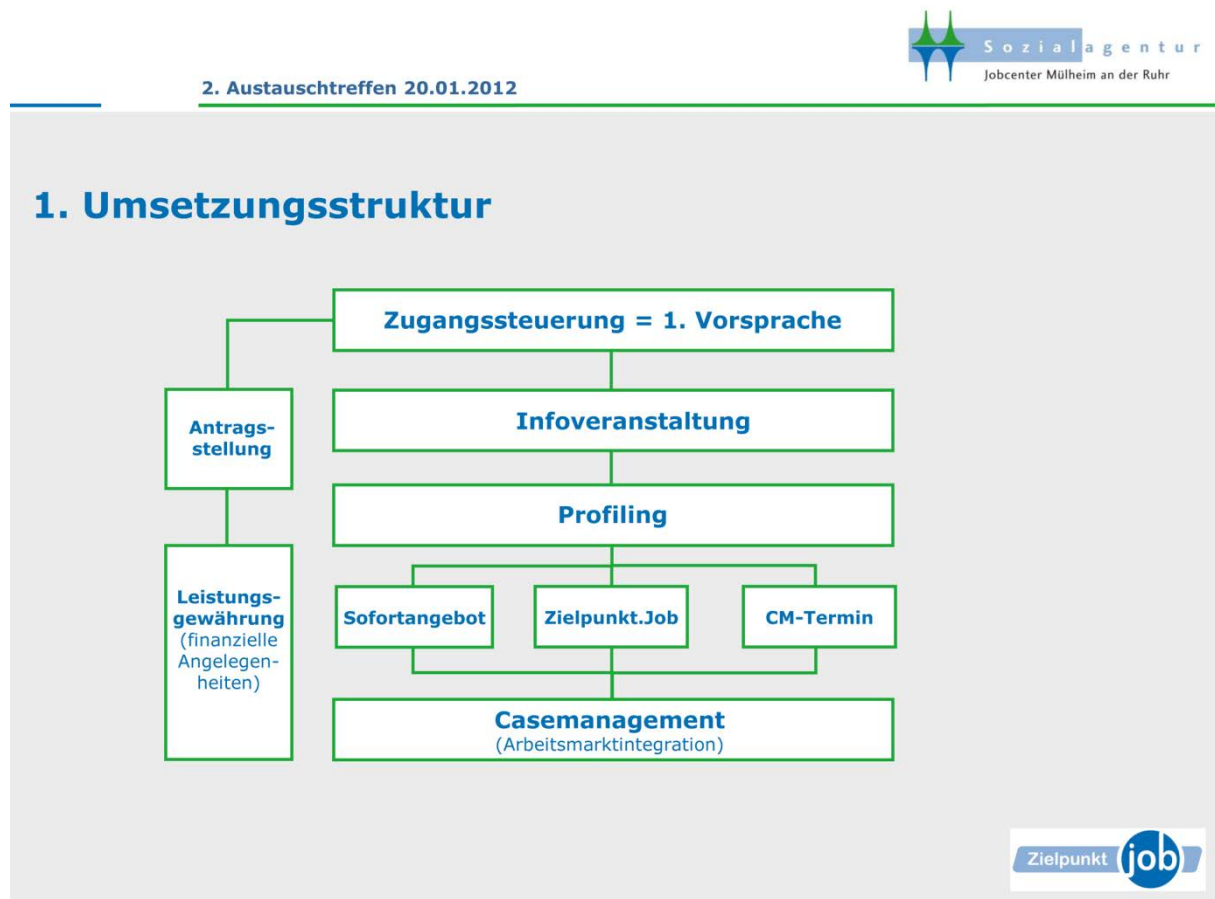 Sozialagentur
Jobcenter Mülheim an der Ruhr
2. Austauschtreffen 20.01.2012
1. Umsetzungsstruktur
Zugangssteuerung = 1. Vorsprache
Antrags-
stellung
Infoveranstaltung
Profiling
Leistungs-
gewährung
(finanzielle
Angelegen-
heiten)
Sofortangebot
Zielpunkt.Job
CM-Termin
Casemanagement
(Arbeitsmarktintegration)
Zielpunkt job